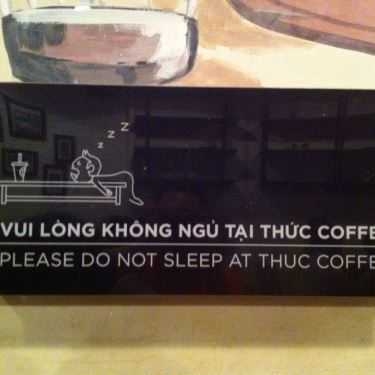 z z Z
VUI LÒNG KHÔNG NGỦ TẠI THỨC COFFE
PLEASE DO NOT SLEEP AT THUC COFFE